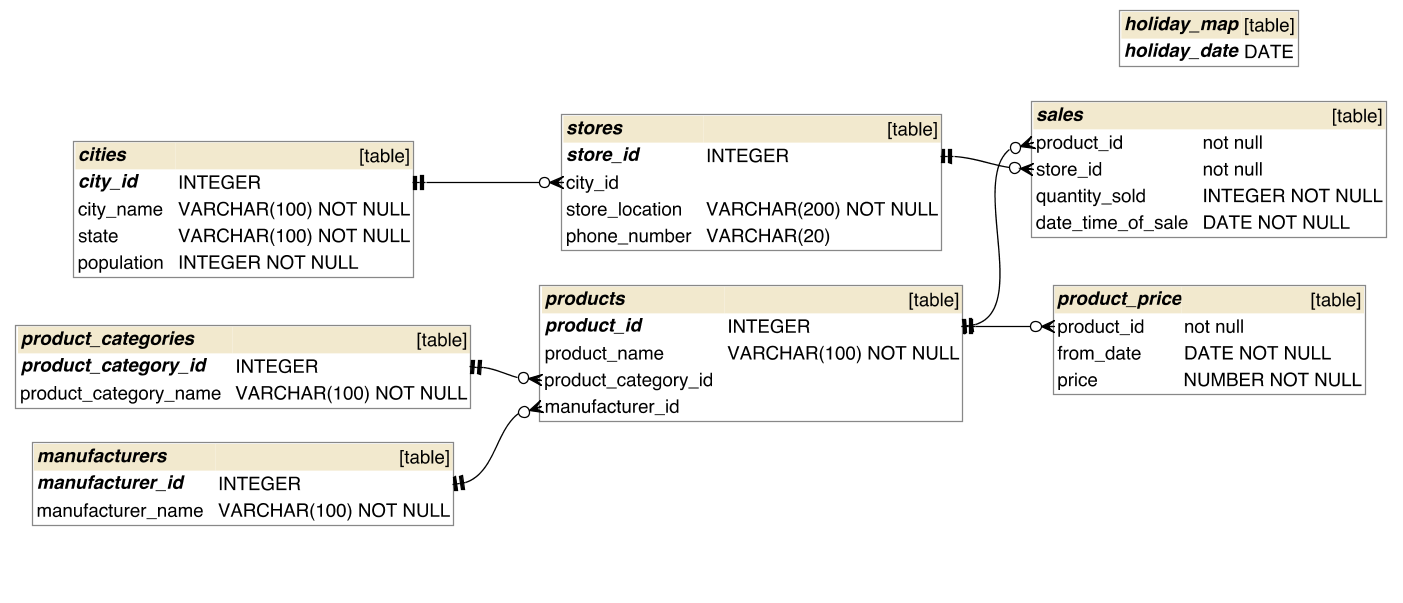 holiday_map [table]
holiday_date DATE
sales [table]
product_id not null
store_id not null
quantity_sold INTEGER NOT NULL
date_time_of_sale DATE NOT NULL
stores [table]
store_id INTEGER
city_id
store_location VARCHAR(200) NOT NULL
phone_number VARCHAR(20)
cities [table]
city_id INTEGER
city_name VARCHAR(100) NOT NULL
state VARCHAR(100) NOT NULL
population INTEGER NOT NULL
products [table]
product_id INTEGER
product_name VARCHAR(100) NOT NULL
product_category_id
manufacturer_id
product_price [table]
product_id not null
from_date DATE NOT NULL
price NUMBER NOT NULL
product_categories [table]
product_category_id INTEGER
product_category_name VARCHAR(100) NOT NULL
manufacturers [table]
manufacturer_id INTEGER
manufacturer_name VARCHAR(100) NOT NULL